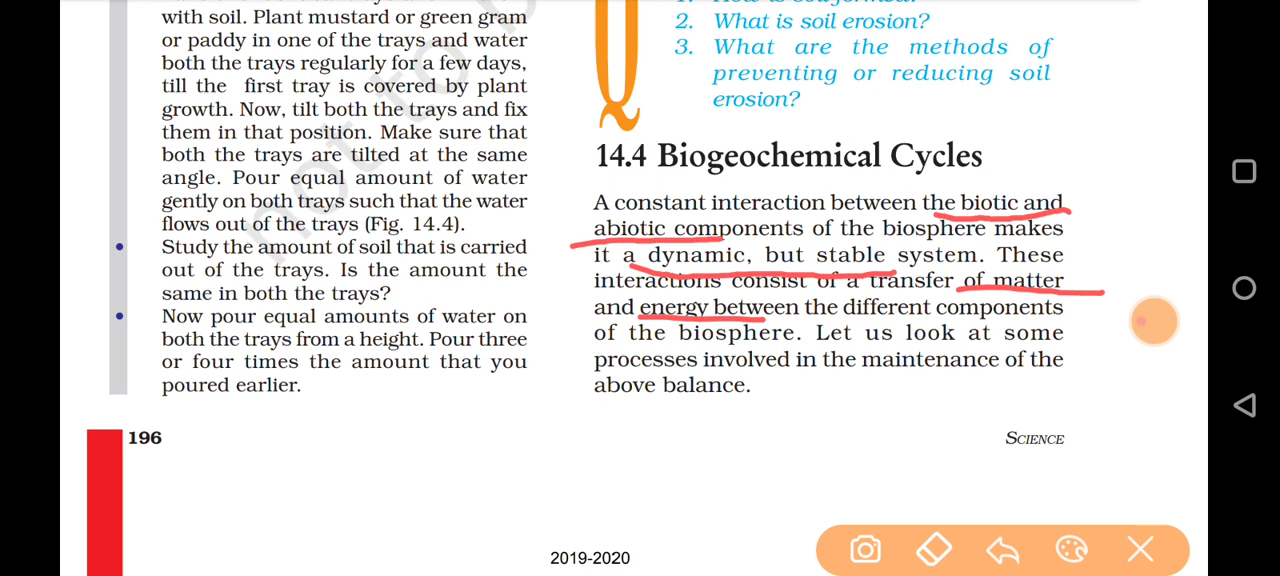 with soil. Plant mustard or green gram
or paddy in one of the trays and water
both the trays regularly for a few days,
till the first tray is covered by plant
growth. Now, tilt both the trays and fix
them in that position. Make sure that
both the trays are tilted at the same
angle. Pour equal amount of water
gently on both trays such that the water
flows out of the trays (Fig. 14.4).
• Study the amount of soil that is carried
out of the trays. Is the amount the
same in both the trays?
• Now pour equal amounts of water on
both the trays from a height. Pour three
or four times the amount that you
poured earlier.
196
Q
2. What is soil erosion?
3. What are the methods of
preventing or reducing soil
erosion?
14.4 Biogeochemical Cycles
A constant interaction between the biotic and
abiotic components of the biosphere makes
it a dynamic, but stable system. These
interactions consist of a transfer of matter
and energy between the different components
of the biosphere. Let us look at some
processes involved in the maintenance of the
above balance.
SCIENCE
2019-2020
not to b